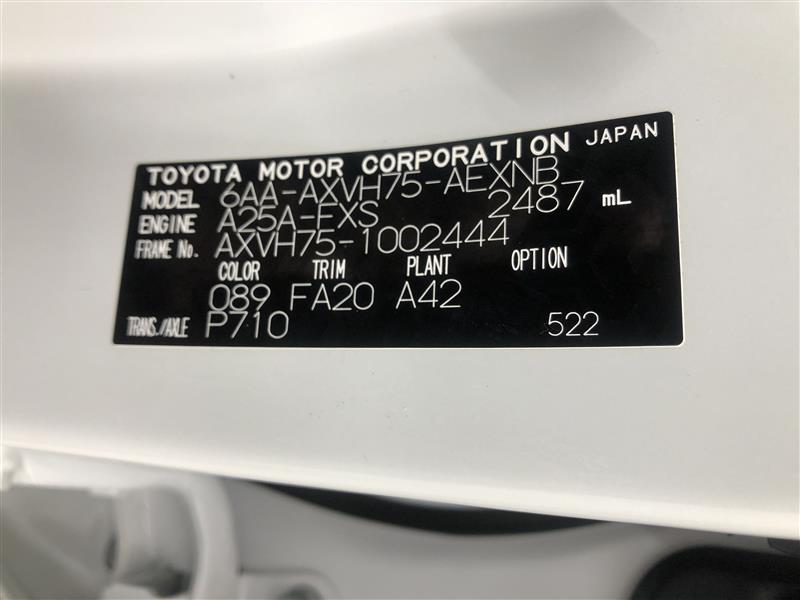 TOYOTA MOTOR CORPORATION JAPAN
MODEL 6AA-AXVH75-AEXNB
ENGINE A25A-FXS 2487 mL
FRAME No. AXVH75-1002444
COLOR TRIM PLANT OPTION
089 FA20 A42
TRANS./AXLE P710 522